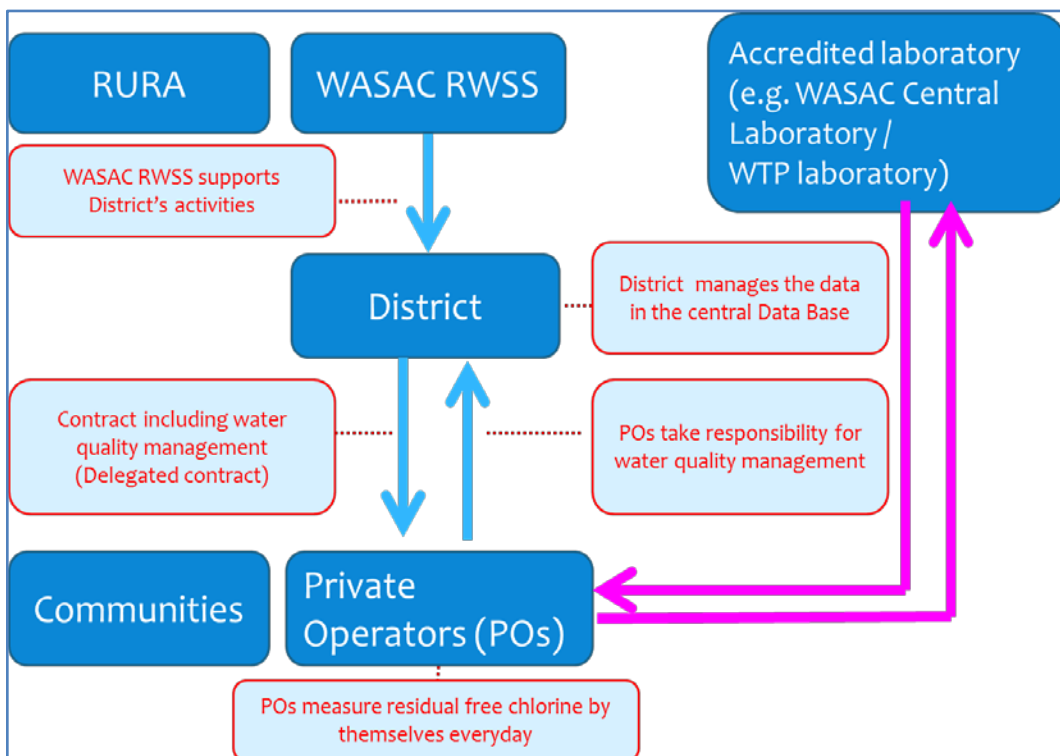 RURA
WASAC RWSS
Accredited laboratory
(e.g. WASAC Central
Laboratory /
WTP laboratory)
WASAC RWSS supports
District's activities
District
District manages the data
in the central Data Base
Contract including water
quality management
(Delegated contract)
POs take responsibility for
water quality management
Communities
Private
Operators (POs)
POs measure residual free chlorine by
themselves everyday